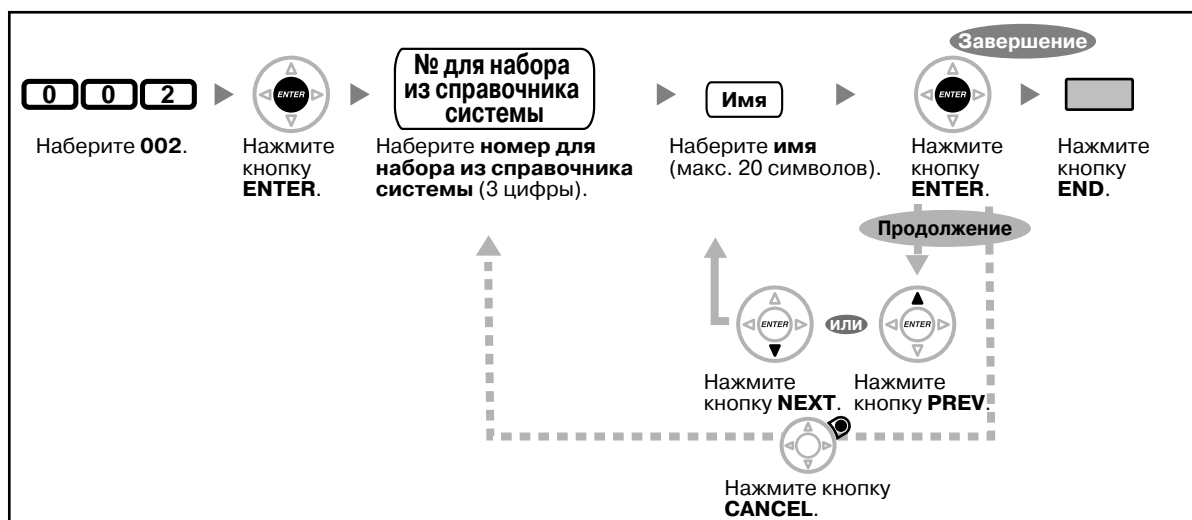 Завершение
0 0 2
ENTER
№ для набора
из справочника
системы
Имя
ENTER
Наберите 002.
Нажмите
кнопку
ENTER.
Наберите номер для
набора из справочника
системы (3 цифры).
Наберите имя
(макс. 20 символов).
Нажмите
кнопку
ENTER.
Нажмите
кнопку
END.
Продолжение
ENTER
или
ENTER
Нажмите
кнопку NEXT.
Нажмите
кнопку PREV.
Нажмите кнопку
CANCEL.